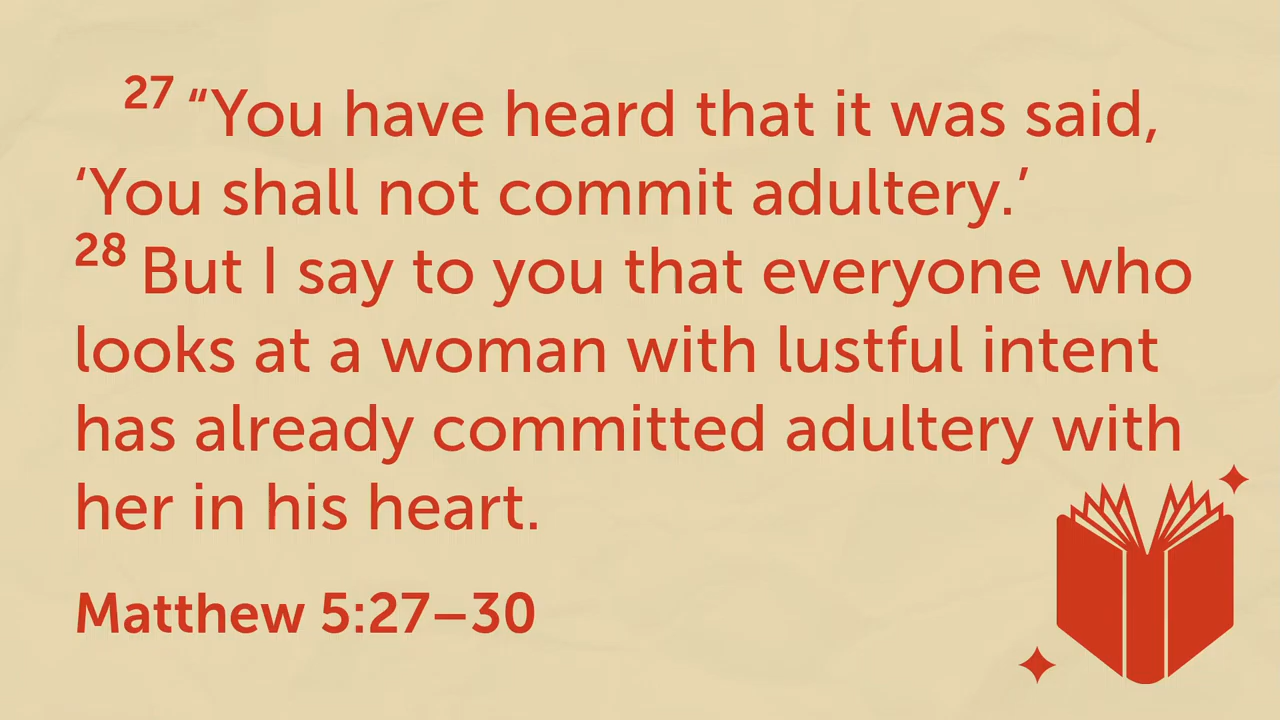 27 “You have heard that it was said,
‘You shall not commit adultery.’
28 But I say to you that everyone who
looks at a woman with lustful intent
has already committed adultery with
her in his heart.
Matthew 5:27–30